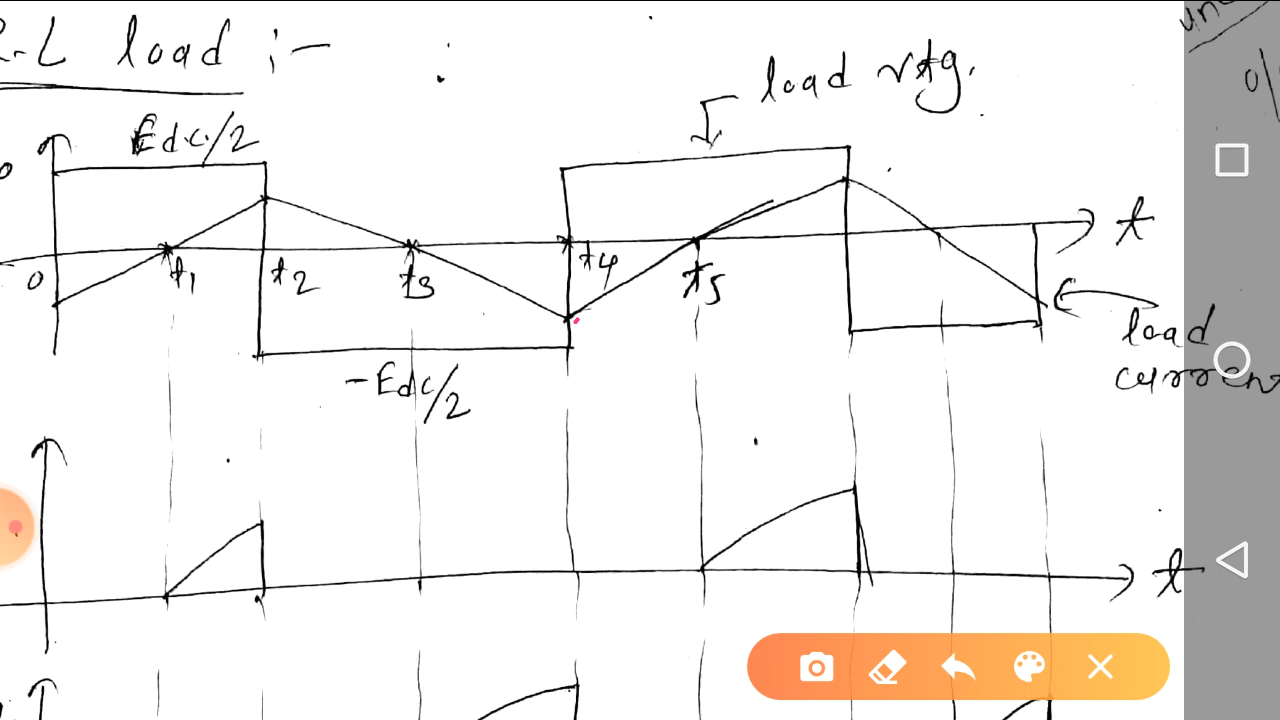 R-L load :-
load vtg.
Edc/2
t
0
t1
t2
t3
t4
t5
load
current
-Edc/2
t